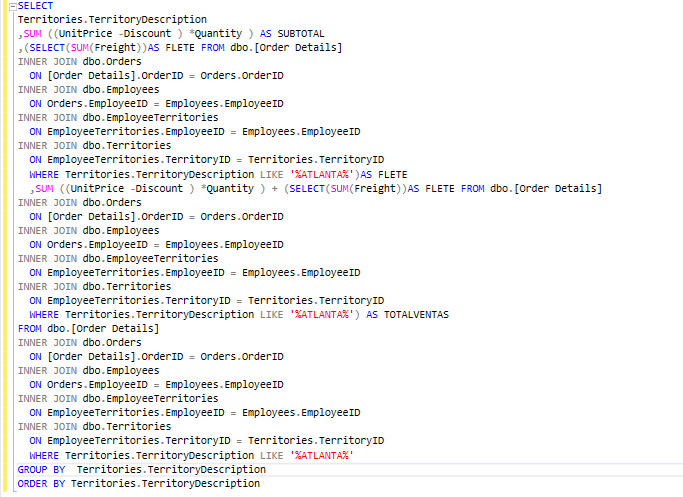 SELECT
Territories.TerritoryDescription
,SUM ((UnitPrice -Discount ) *Quantity ) AS SUBTOTAL
,(SELECT(SUM(Freight))AS FLETE FROM dbo.[Order Details]
INNER JOIN dbo.Orders
ON [Order Details].OrderID = Orders.OrderID
INNER JOIN dbo.Employees
ON Orders.EmployeeID = Employees.EmployeeID
INNER JOIN dbo.EmployeeTerritories
ON EmployeeTerritories.EmployeeID = Employees.EmployeeID
INNER JOIN dbo.Territories
ON EmployeeTerritories.TerritoryID = Territories.TerritoryID
WHERE Territories.TerritoryDescription LIKE '%ATLANTA%')AS FLETE
,SUM ((UnitPrice -Discount ) *Quantity ) + (SELECT(SUM(Freight))AS FLETE FROM dbo.[Order Details]
INNER JOIN dbo.Orders
ON [Order Details].OrderID = Orders.OrderID
INNER JOIN dbo.Employees
ON Orders.EmployeeID = Employees.EmployeeID
INNER JOIN dbo.EmployeeTerritories
ON EmployeeTerritories.EmployeeID = Employees.EmployeeID
INNER JOIN dbo.Territories
ON EmployeeTerritories.TerritoryID = Territories.TerritoryID
WHERE Territories.TerritoryDescription LIKE '%ATLANTA%') AS TOTALVENTAS
FROM dbo.[Order Details]
INNER JOIN dbo.Orders
ON [Order Details].OrderID = Orders.OrderID
INNER JOIN dbo.Employees
ON Orders.EmployeeID = Employees.EmployeeID
INNER JOIN dbo.EmployeeTerritories
ON EmployeeTerritories.EmployeeID = Employees.EmployeeID
INNER JOIN dbo.Territories
ON EmployeeTerritories.TerritoryID = Territories.TerritoryID
WHERE Territories.TerritoryDescription LIKE '%ATLANTA%'
GROUP BY  Territories.TerritoryDescription
ORDER BY Territories.TerritoryDescription